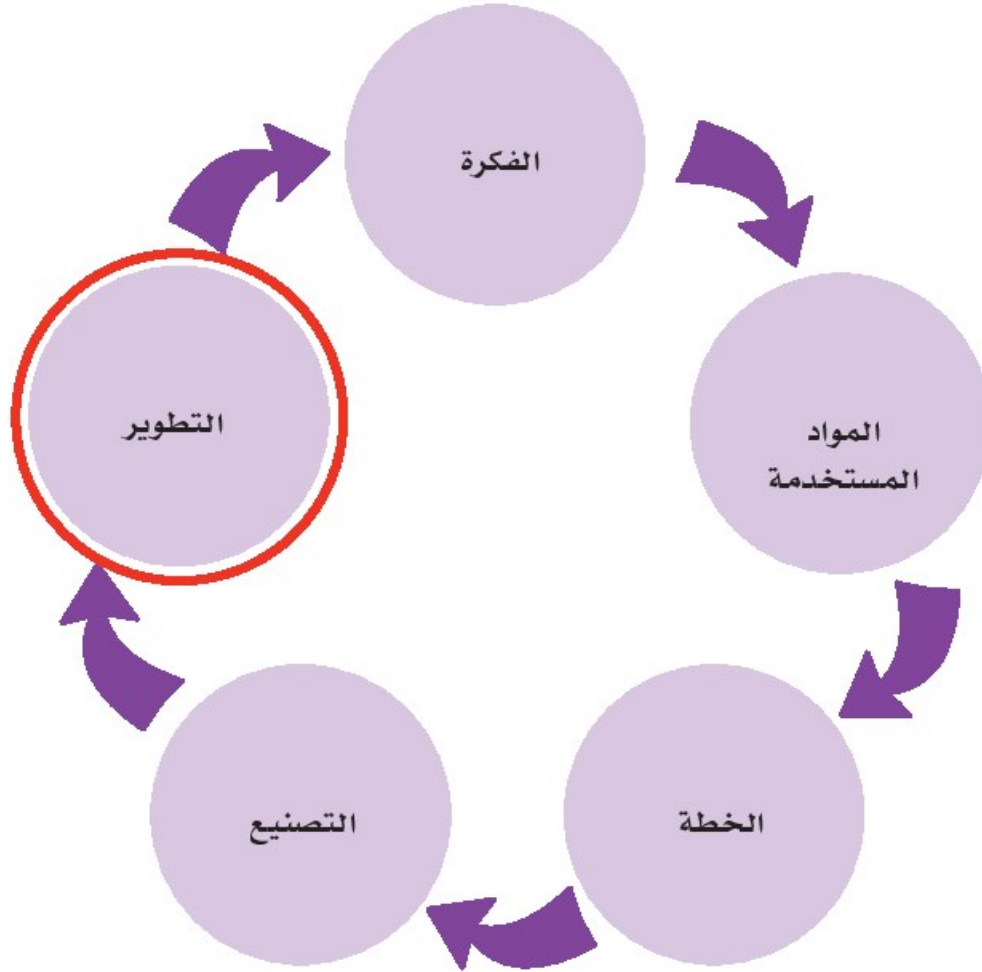 الفكرة
المواد
المستخدمة
الخطة
التصنيع
التطوير